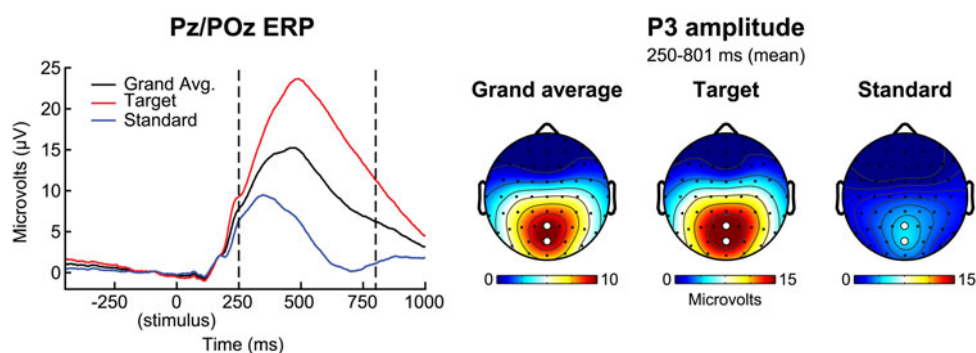 Pz/POz ERP
25
20
15
10
5
0
Microvolts (μV)
Grand Avg.
Target
Standard
-250
0
250
500
750
1000
(stimulus)
Time (ms)
P3 amplitude
250-801 ms (mean)
Grand average
Target
Standard
0
10
0
15
0
15
Microvolts